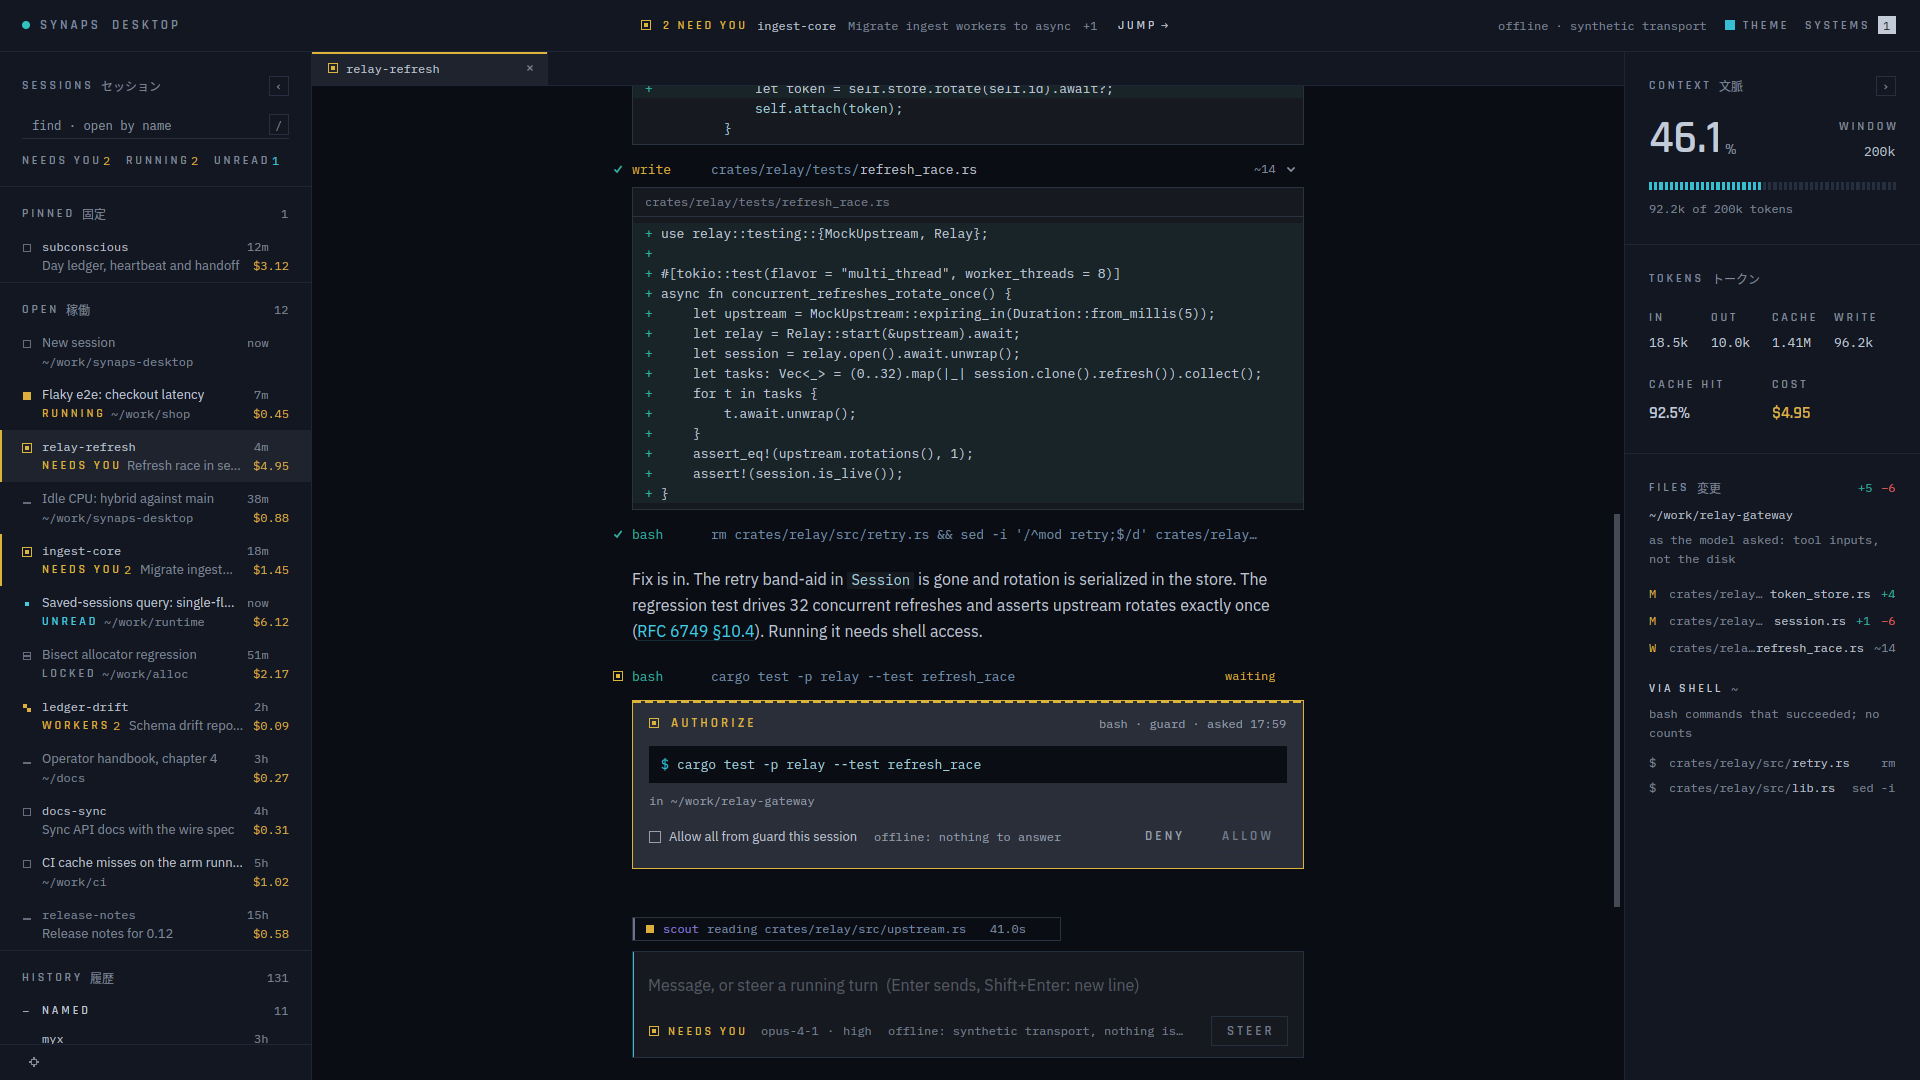 SYNAPS DESKTOP
2 NEED YOU ingest-core Migrate ingest workers to async +1 JUMP →
offline · synthetic transport THEME SYSTEMS 1
SESSIONS セッション ‹
find · open by name /
NEEDS YOU 2 RUNNING 2 UNREAD 1
PINNED 固定 1
subconscious 12m
Day ledger, heartbeat and handoff $3.12
OPEN 稼働 12
New session now
~/work/synaps-desktop
Flaky e2e: checkout latency 7m
RUNNING ~/work/shop $0.45
relay-refresh 4m
NEEDS YOU Refresh race in se… $4.95
Idle CPU: hybrid against main 38m
~/work/synaps-desktop $0.88
ingest-core 18m
NEEDS YOU 2 Migrate ingest… $1.45
Saved-sessions query: single-fl… now
UNREAD ~/work/runtime $6.12
Bisect allocator regression 51m
LOCKED ~/work/alloc $2.17
ledger-drift 2h
WORKERS 2 Schema drift repo… $0.09
Operator handbook, chapter 4 3h
~/docs $0.27
docs-sync 4h
Sync API docs with the wire spec $0.31
CI cache misses on the arm runn… 5h
~/work/ci $1.02
release-notes 15h
Release notes for 0.12 $0.58
HISTORY 履歴 131
– NAMED 11
myx 3h
relay-refresh ×
+ let token = self.store.rotate(self.id).await?;
self.attach(token);
}
✓ write crates/relay/tests/refresh_race.rs ~14
crates/relay/tests/refresh_race.rs
+ use relay::testing::{MockUpstream, Relay};
+
+ #[tokio::test(flavor = "multi_thread", worker_threads = 8)]
+ async fn concurrent_refreshes_rotate_once() {
+ let upstream = MockUpstream::expiring_in(Duration::from_millis(5));
+ let relay = Relay::start(&upstream).await;
+ let session = relay.open().await.unwrap();
+ let tasks: Vec<_> = (0..32).map(|_| session.clone().refresh()).collect();
+ for t in tasks {
+ t.await.unwrap();
+ }
+ assert_eq!(upstream.rotations(), 1);
+ assert!(session.is_live());
+ }
✓ bash rm crates/relay/src/retry.rs && sed -i '/^mod retry;$/d' crates/relay…
Fix is in. The retry band-aid in Session is gone and rotation is serialized in the store. The
regression test drives 32 concurrent refreshes and asserts upstream rotates exactly once
(RFC 6749 §10.4). Running it needs shell access.
bash cargo test -p relay --test refresh_race waiting
AUTHORIZE bash · guard · asked 17:59
$ cargo test -p relay --test refresh_race
in ~/work/relay-gateway
Allow all from guard this session offline: nothing to answer DENY ALLOW
scout reading crates/relay/src/upstream.rs 41.0s
Message, or steer a running turn (Enter sends, Shift+Enter: new line)
NEEDS YOU opus-4-1 · high offline: synthetic transport, nothing is… STEER
CONTEXT 文脈 ›
46.1% WINDOW
200k
92.2k of 200k tokens
TOKENS トークン
IN OUT CACHE WRITE
18.5k 10.0k 1.41M 96.2k
CACHE HIT COST
92.5% $4.95
FILES 変更 +5 −6
~/work/relay-gateway
as the model asked: tool inputs,
not the disk
M crates/relay… token_store.rs +4
M crates/relay… session.rs +1 −6
W crates/rela…refresh_race.rs ~14
VIA SHELL ~
bash commands that succeeded; no
counts
$ crates/relay/src/retry.rs rm
$ crates/relay/src/lib.rs sed -i